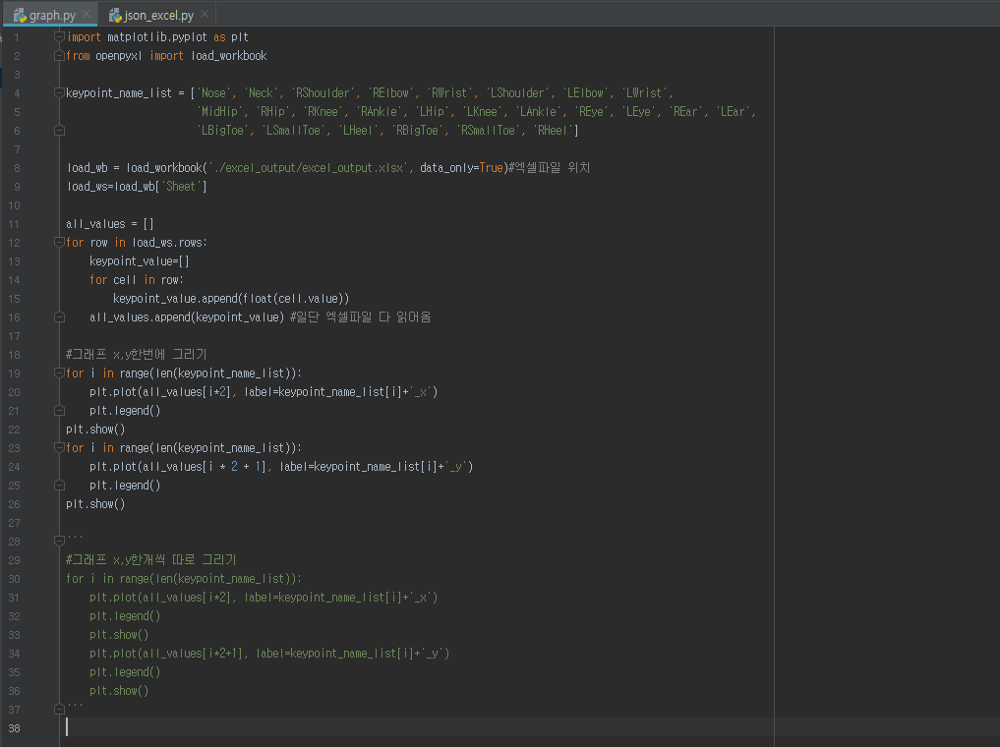 graph.py json_excel.py
1 import matplotlib.pyplot as plt
2 from openpyxl import load_workbook
3
4 keypoint_name_list = ['Nose', 'Neck', 'RShoulder', 'RElbow', 'RWrist', 'LShoulder', 'LElbow', 'LWrist',
5 'MidHip', 'RHip', 'RKnee', 'RAnkle', 'LHip', 'LKnee', 'LAnkle', 'REye', 'LEye', 'REar', 'LEar',
6 'LBigToe', 'LSmallToe', 'LHeel', 'RBigToe', 'RSmallToe', 'RHeel']
7
8 load_wb = load_workbook('./excel_output/excel_output.xlsx', data_only=True)#엑셀파일 위치
9 load_ws=load_wb['Sheet']
10
11 all_values = []
12 for row in load_ws.rows:
13 keypoint_value=[]
14 for cell in row:
15 keypoint_value.append(float(cell.value))
16 all_values.append(keypoint_value) #일단 엑셀파일 다 읽어옴
17
18 #그래프 x,y한번에 그리기
19 for i in range(len(keypoint_name_list)):
20 plt.plot(all_values[i*2], label=keypoint_name_list[i]+'_x')
21 plt.legend()
22 plt.show()
23 for i in range(len(keypoint_name_list)):
24 plt.plot(all_values[i * 2 + 1], label=keypoint_name_list[i]+'_y')
25 plt.legend()
26 plt.show()
27
28 '''
29 #그래프 x,y한개씩 따로 그리기
30 for i in range(len(keypoint_name_list)):
31 plt.plot(all_values[i*2], label=keypoint_name_list[i]+'_x')
32 plt.legend()
33 plt.show()
34 plt.plot(all_values[i*2+1], label=keypoint_name_list[i]+'_y')
35 plt.legend()
36 plt.show()
37 '''
38